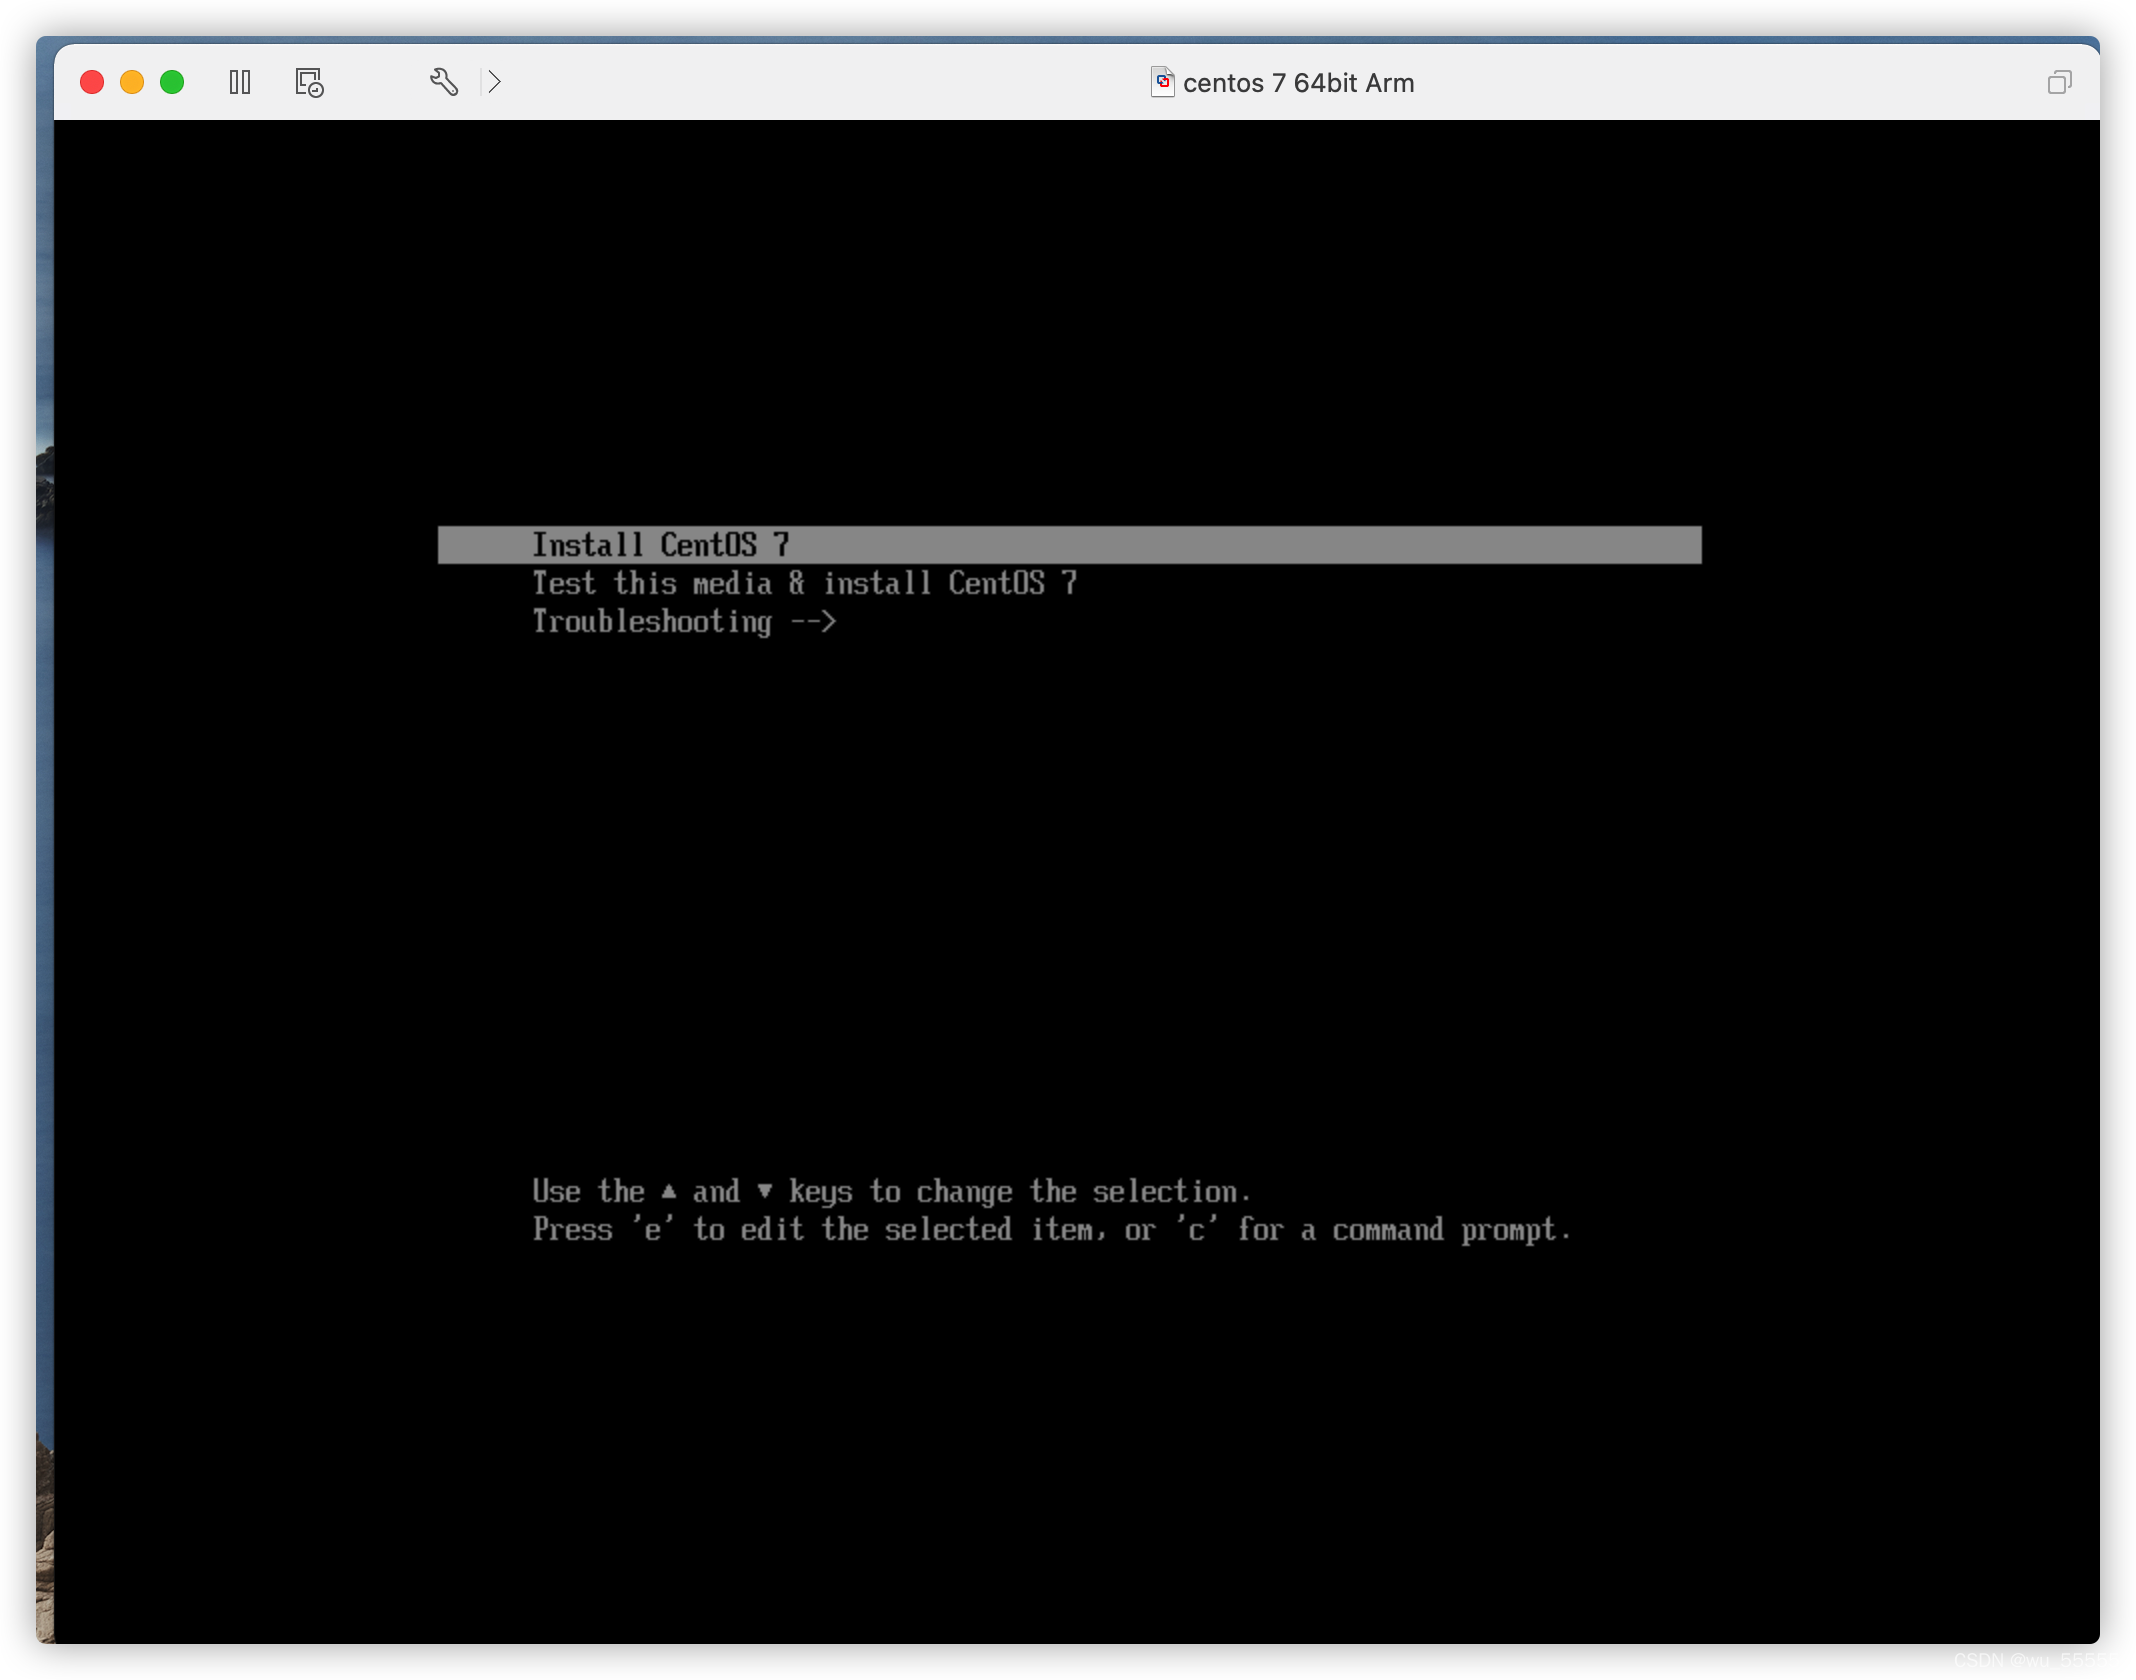 centos 7 64bit Arm
Install CentOS 7
Test this media & install CentOS 7
Troubleshooting -->
Use the ▲ and ▼ keys to change the selection.
Press 'e' to edit the selected item, or 'c' for a command prompt.
CSDN @wu_555